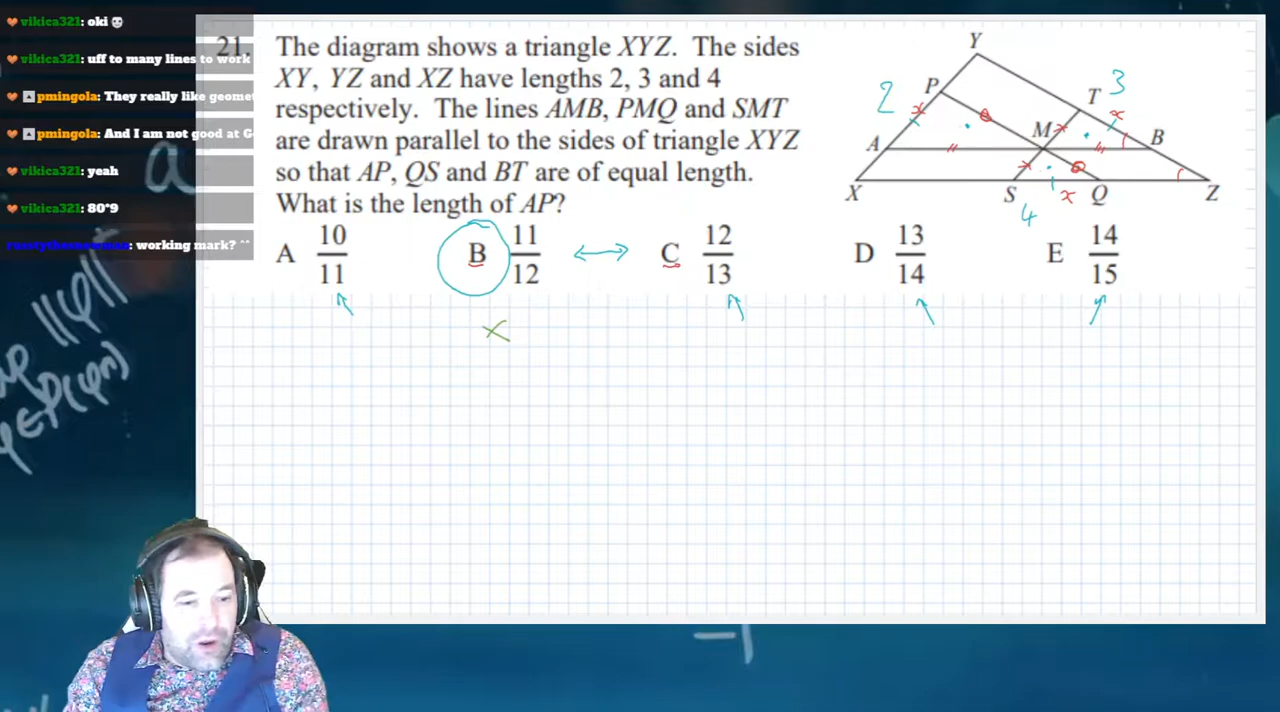 vikica321: oki
vikica321: uff to many lines to work
pmingola: They really like geomet
pmingola: And I am not good at G
vikica321: yeah
vikica321: 80*9
russtythesnowman: working mark? ^^
21. The diagram shows a triangle XYZ. The sides
XY, YZ and XZ have lengths 2, 3 and 4
respectively. The lines AMB, PMQ and SMT
are drawn parallel to the sides of triangle XYZ
so that AP, QS and BT are of equal length.
What is the length of AP?
A 10/11 B 11/12 C 12/13 D 13/14 E 14/15
Y
P
2
T
3
x
M
A
B
X
S
x
Q
Z
4
a
-1